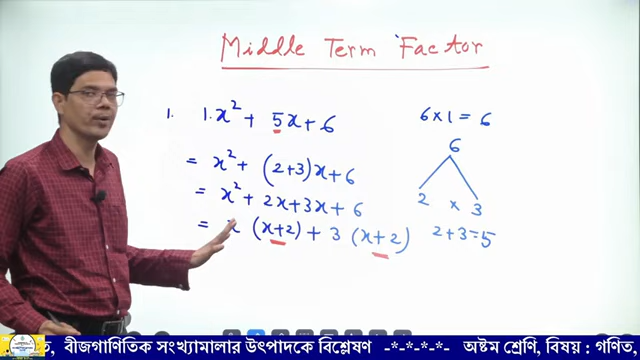 Middle Term Factor
1. 1.x² + 5x + 6
= x² + (2+3)x + 6
= x² + 2x + 3x + 6
= x (x+2) + 3 (x+2)
6 × 1 = 6
6
2 × 3
2 + 3 = 5
বীজগাণিতিক সংখ্যামালার উৎপাদকে বিশ্লেষণ -*-*-*-*- অষ্টম শ্রেণি, বিষয় : গণিত,